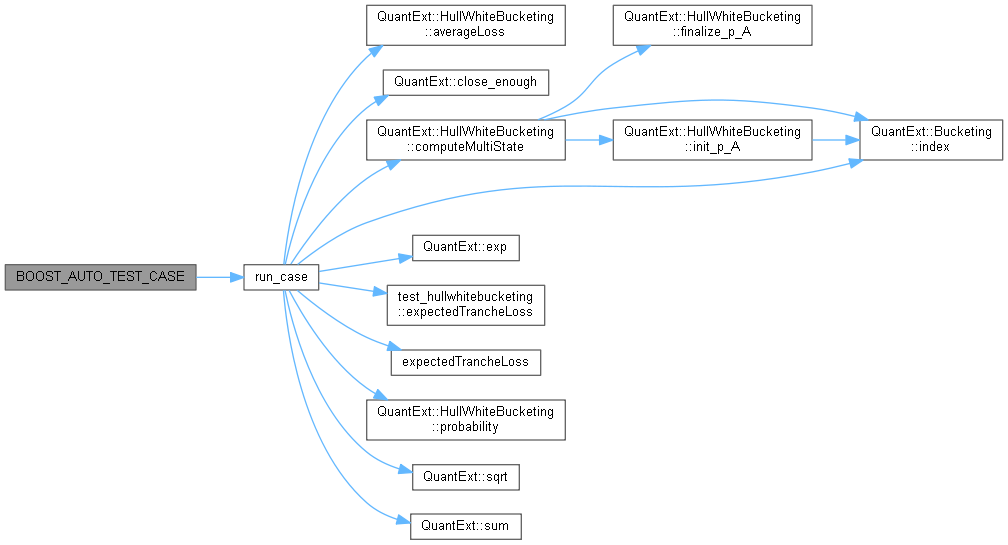 BOOST_AUTO_TEST_CASE
run_case
QuantExt::HullWhiteBucketing
::averageLoss
QuantExt::close_enough
QuantExt::HullWhiteBucketing
::computeMultiState
QuantExt::HullWhiteBucketing
::finalize_p_A
QuantExt::HullWhiteBucketing
::init_p_A
QuantExt::Bucketing
::index
QuantExt::exp
test_hullwhitebucketing
::expectedTrancheLoss
expectedTrancheLoss
QuantExt::HullWhiteBucketing
::probability
QuantExt::sqrt
QuantExt::sum